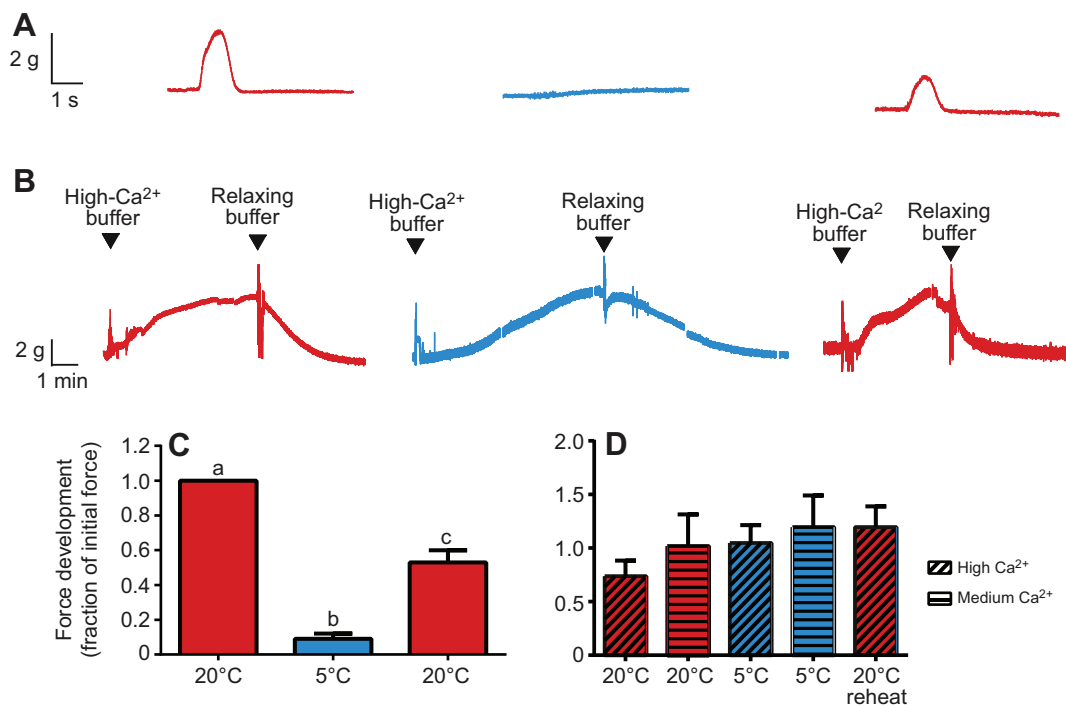 A
2 g
1 s
B
High-Ca²⁺
buffer
Relaxing
buffer
High-Ca²⁺
buffer
Relaxing
buffer
High-Ca²
buffer
Relaxing
buffer
2 g
1 min
C
Force development
(fraction of initial force)
1.2
1.0
0.8
0.6
0.4
0.2
0
a
b
c
20°C
5°C
20°C
D
2.0
1.5
1.0
0.5
0
20°C
20°C
5°C
5°C
20°C
reheat
High Ca²⁺
Medium Ca²⁺